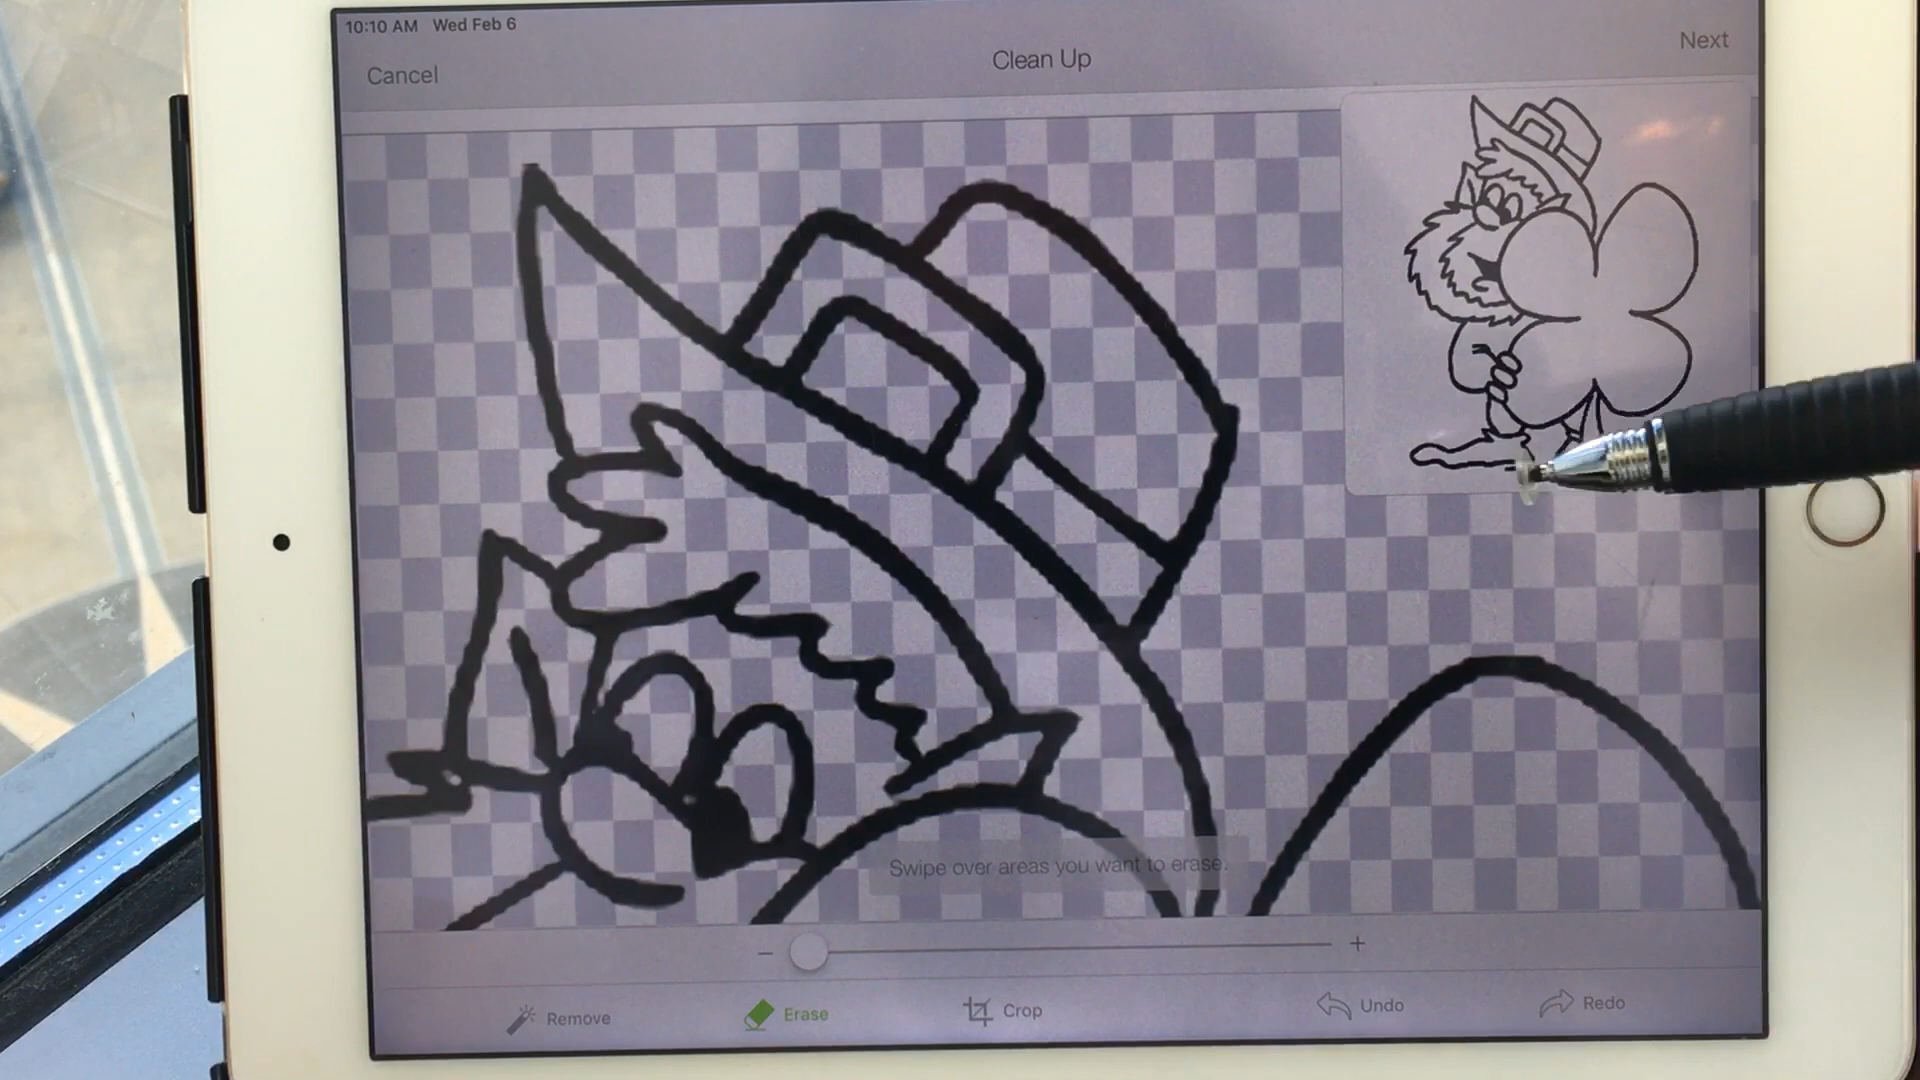 10:10 AM Wed Feb 6
Cancel
Clean Up
Next
Swipe over areas you want to erase.
Remove
Erase
Crop
Undo
Redo